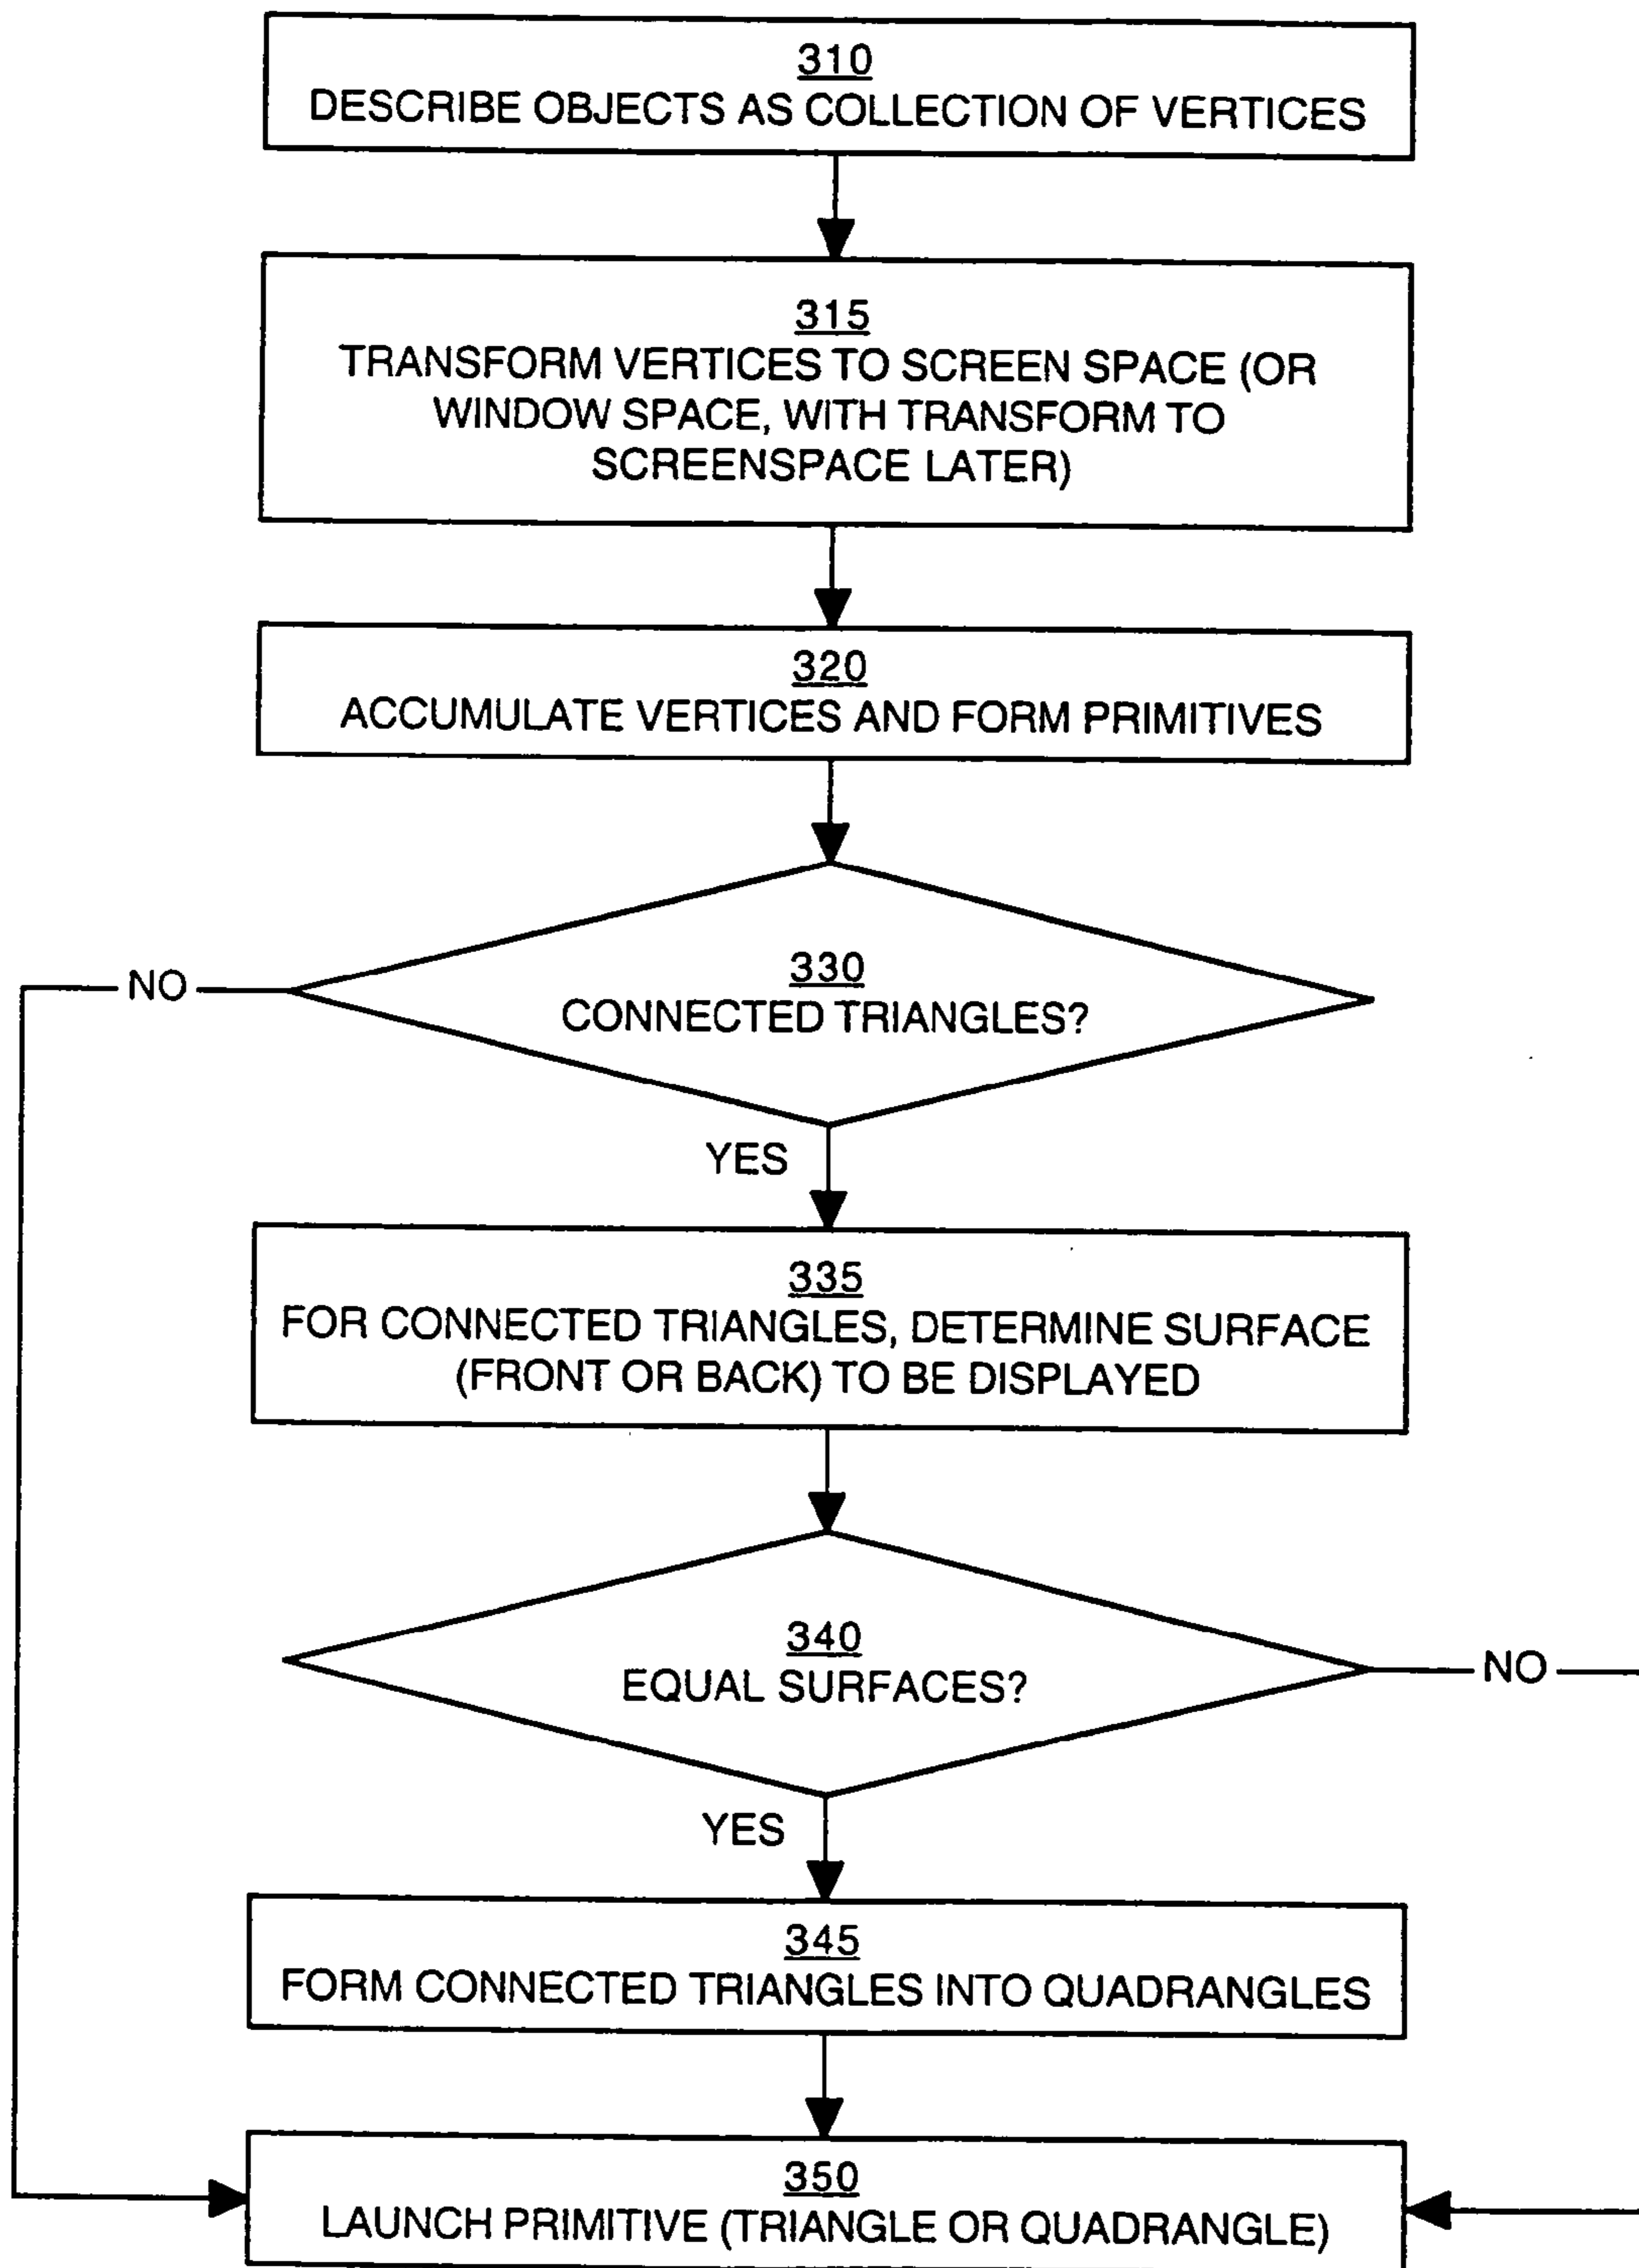 310
DESCRIBE OBJECTS AS COLLECTION OF VERTICES
315
TRANSFORM VERTICES TO SCREEN SPACE (OR
WINDOW SPACE, WITH TRANSFORM TO
SCREENSPACE LATER)
320
ACCUMULATE VERTICES AND FORM PRIMITIVES
NO
330
CONNECTED TRIANGLES?
YES
335
FOR CONNECTED TRIANGLES, DETERMINE SURFACE
(FRONT OR BACK) TO BE DISPLAYED
340
EQUAL SURFACES?
NO
YES
345
FORM CONNECTED TRIANGLES INTO QUADRANGLES
350
LAUNCH PRIMITIVE (TRIANGLE OR QUADRANGLE)